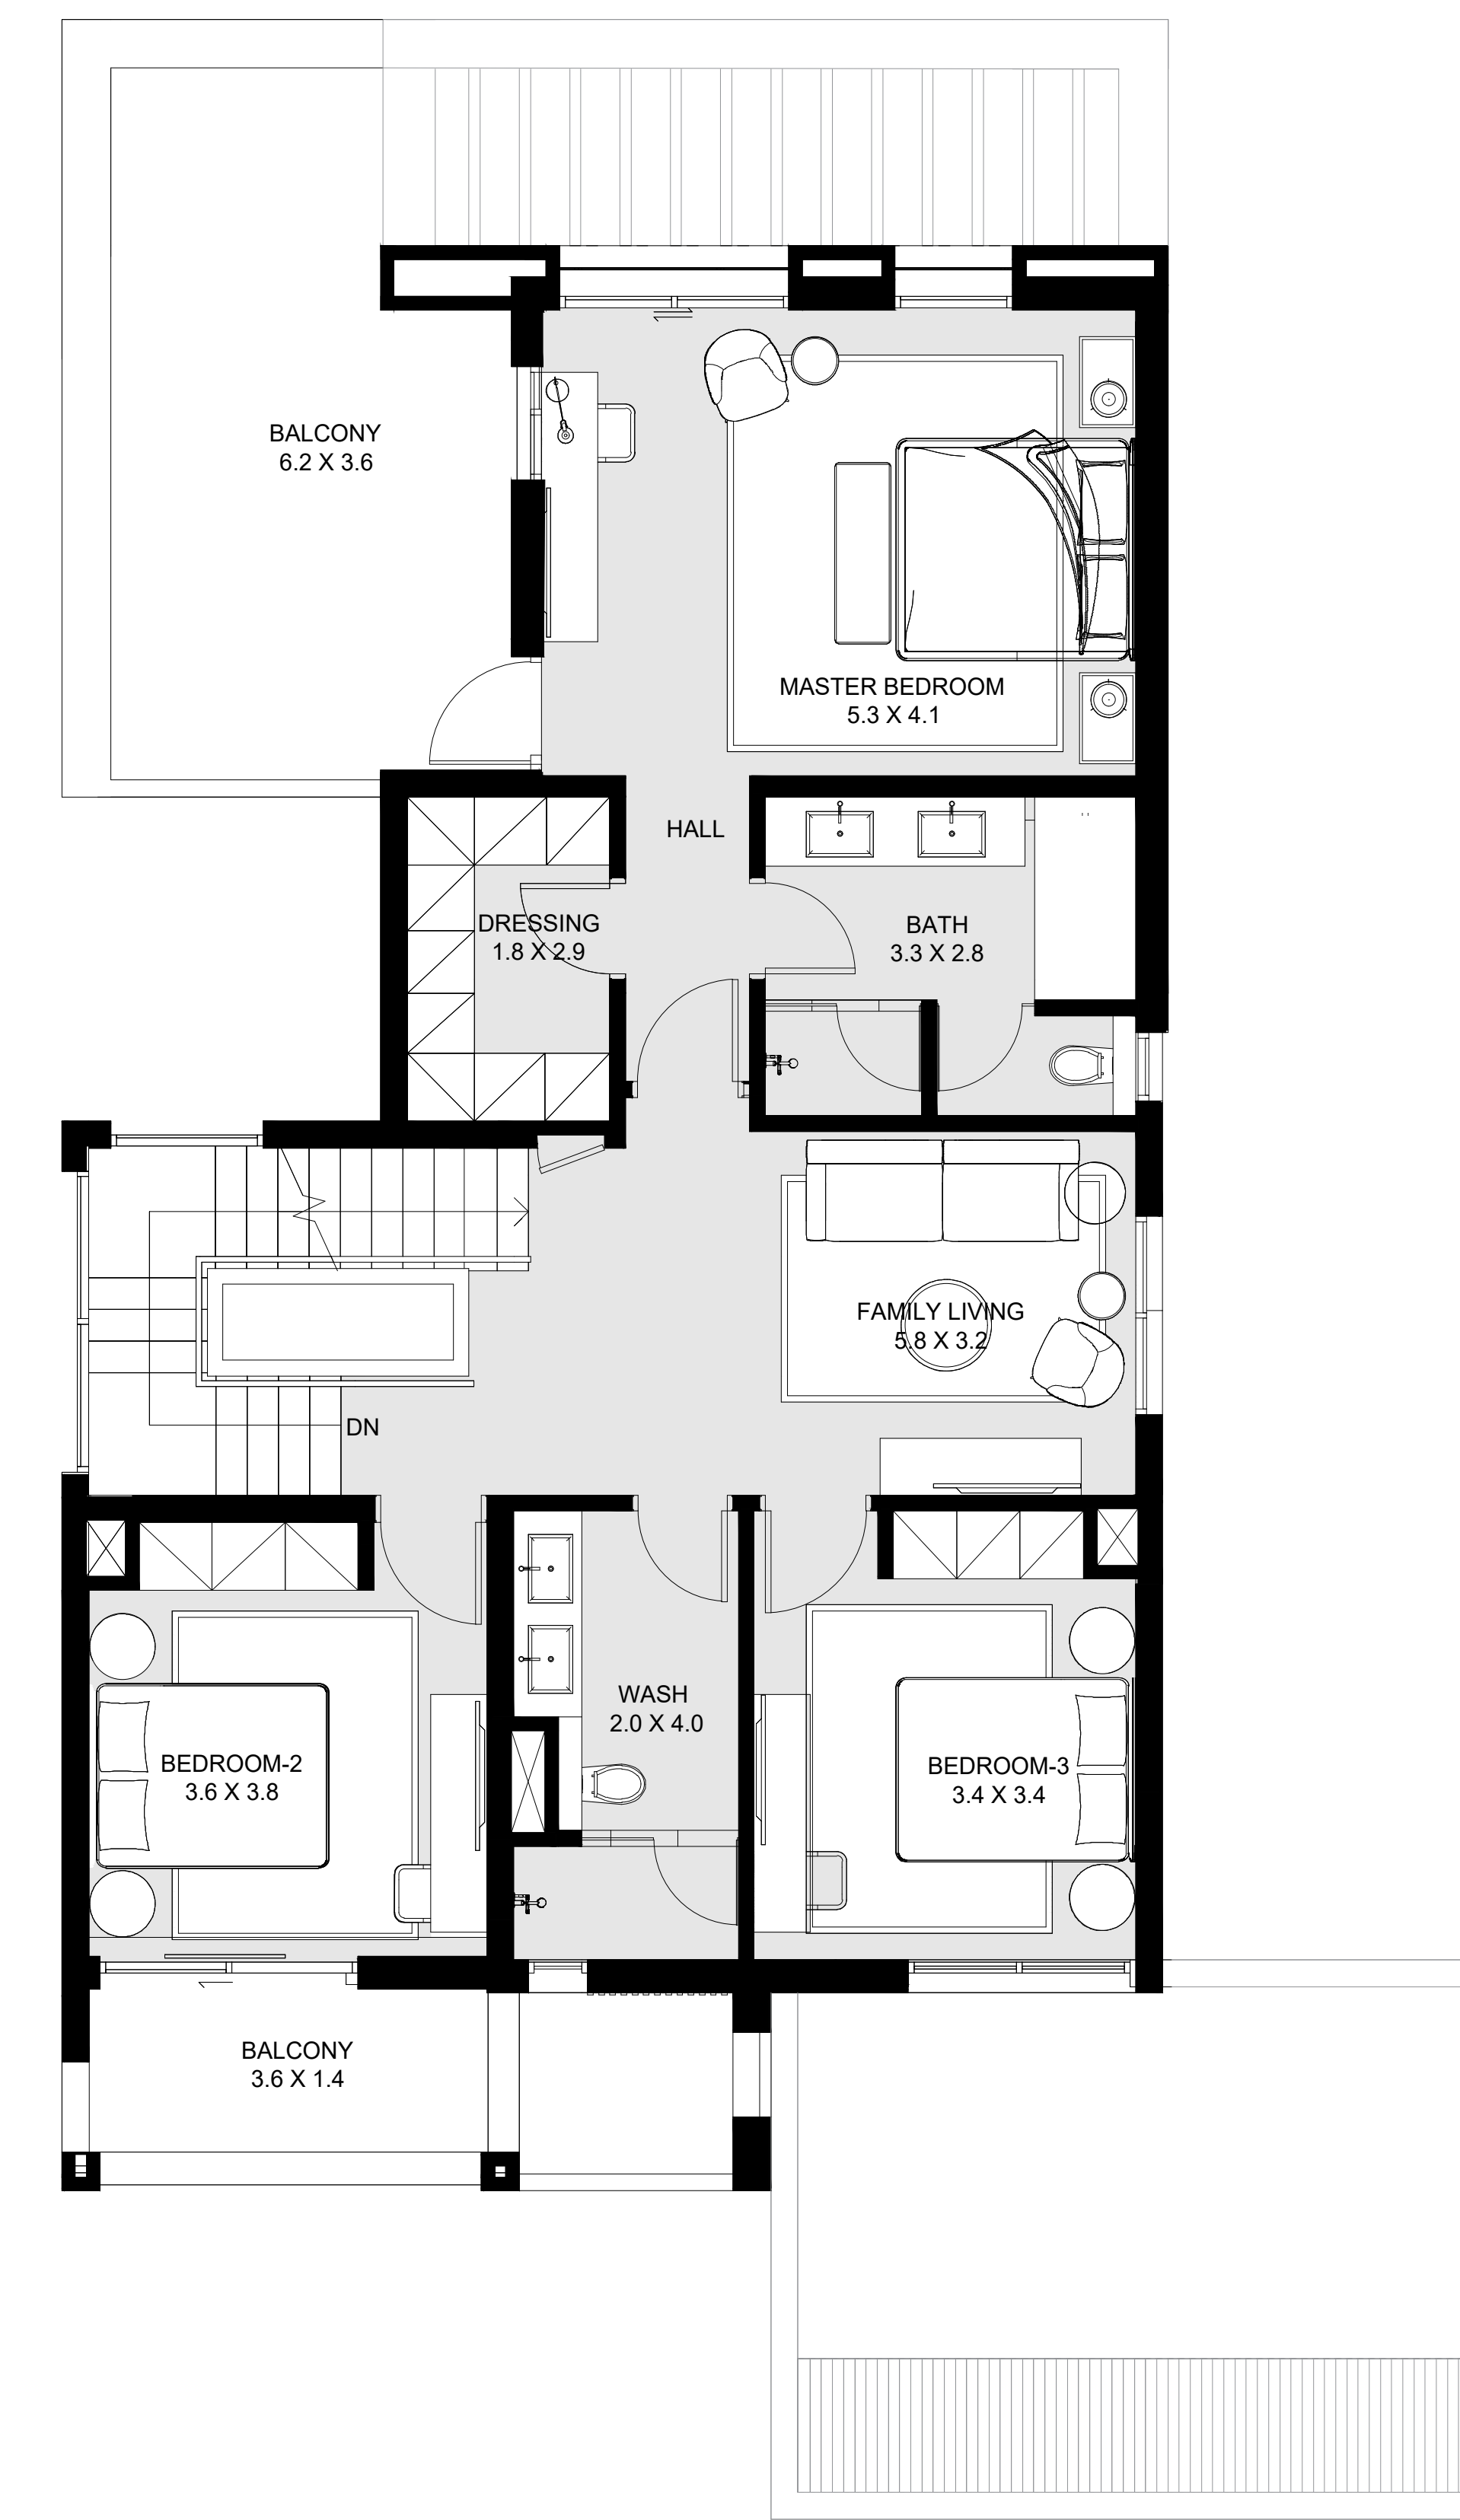 BALCONY
6.2 X 3.6
MASTER BEDROOM
5.3 X 4.1
HALL
DRESSING
1.8 X 2.9
BATH
3.3 X 2.8
FAMILY LIVING
5.8 X 3.2
DN
WASH
2.0 X 4.0
BEDROOM-2
3.6 X 3.8
BEDROOM-3
3.4 X 3.4
BALCONY
3.6 X 1.4